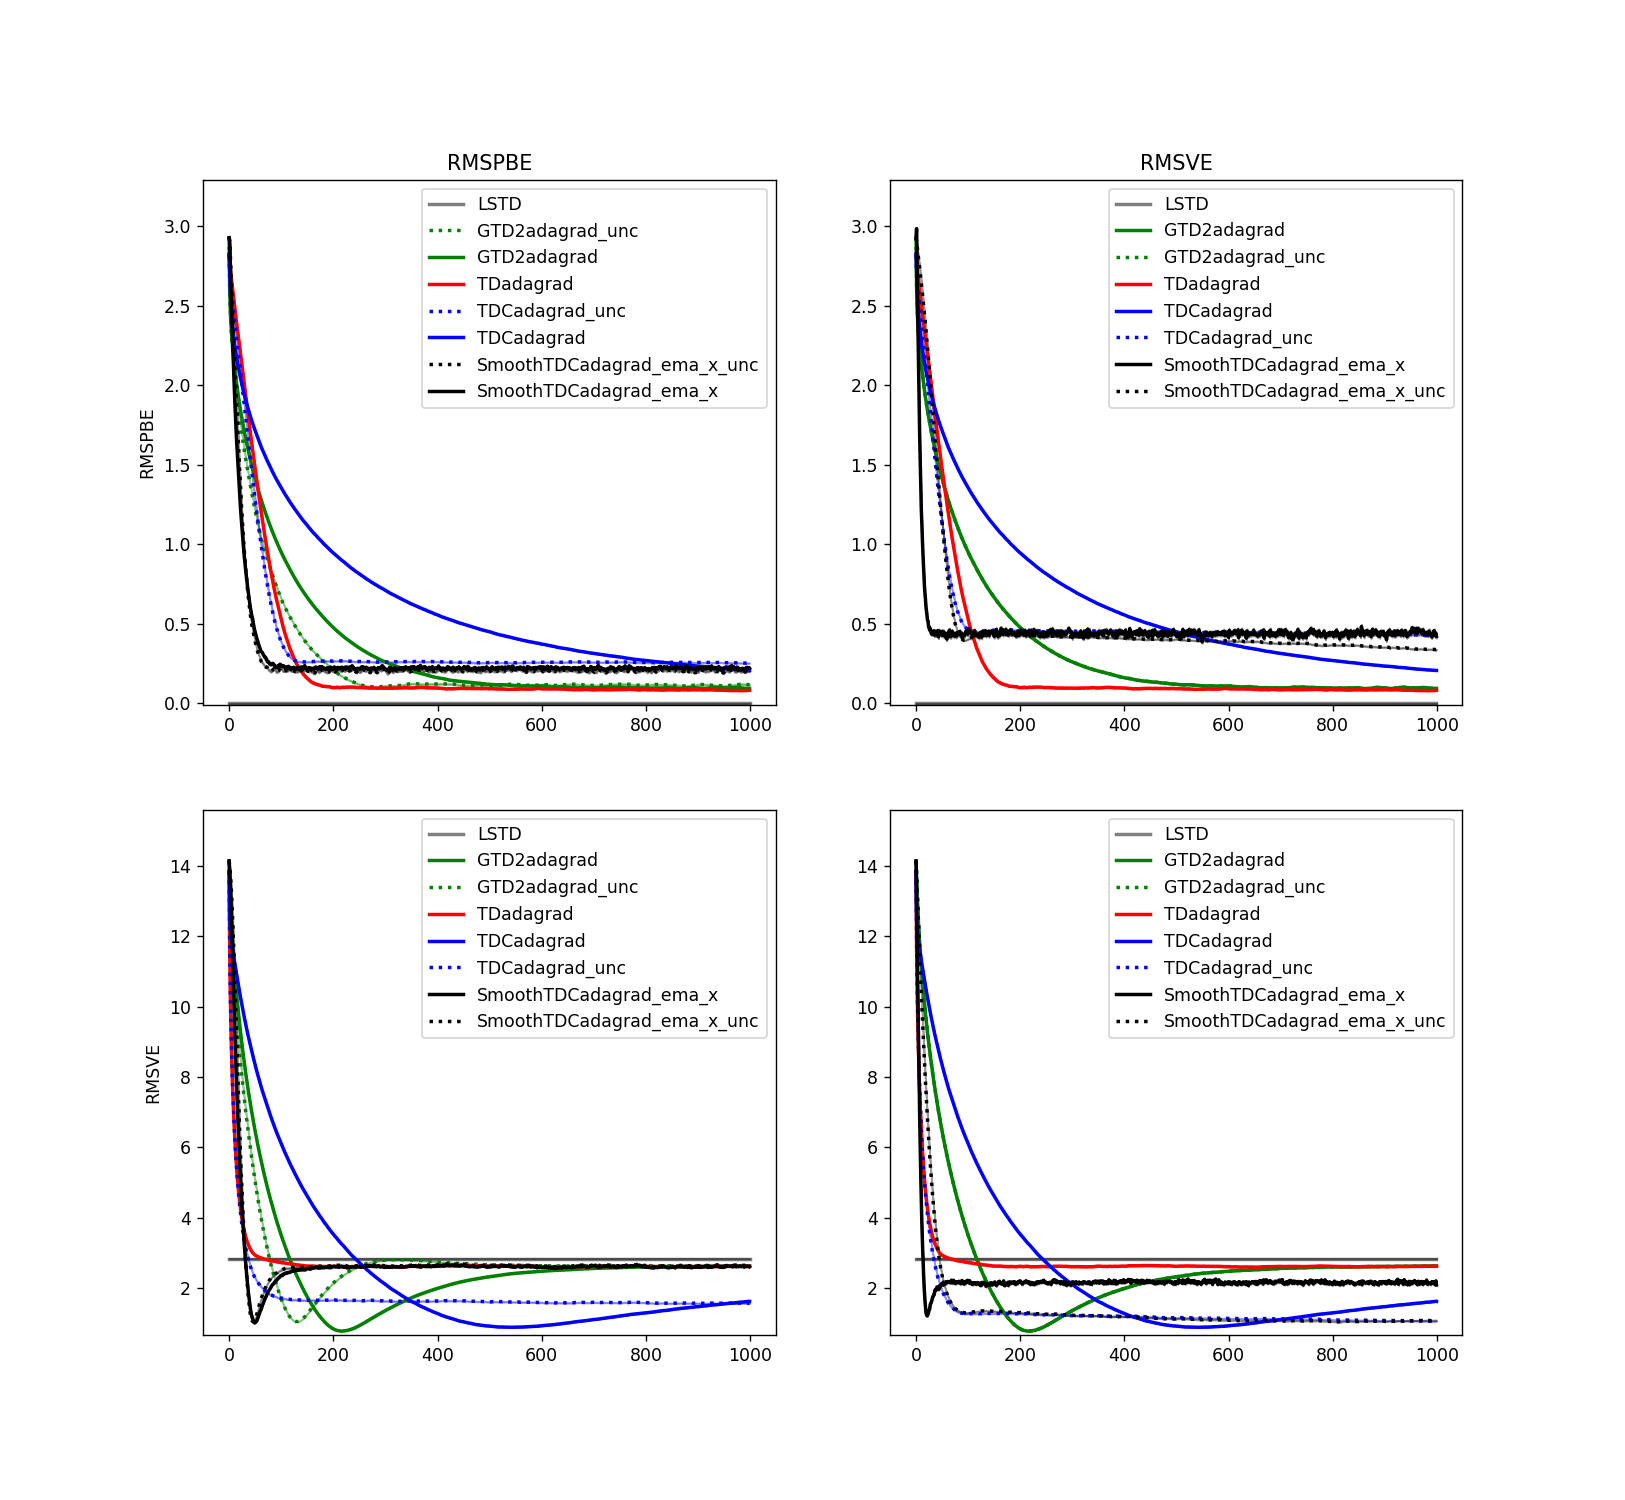 RMSPBE
RMSVE
RMSPBE
3.0
2.5
2.0
1.5
1.0
0.5
0.0
0 200 400 600 800 1000
LSTD
GTD2adagrad_unc
GTD2adagrad
TDadagrad
TDCadagrad_unc
TDCadagrad
SmoothTDCadagrad_ema_x_unc
SmoothTDCadagrad_ema_x
3.0
2.5
2.0
1.5
1.0
0.5
0.0
0 200 400 600 800 1000
LSTD
GTD2adagrad
GTD2adagrad_unc
TDadagrad
TDCadagrad
TDCadagrad_unc
SmoothTDCadagrad_ema_x
SmoothTDCadagrad_ema_x_unc
RMSVE
14
12
10
8
6
4
2
0 200 400 600 800 1000
LSTD
GTD2adagrad
GTD2adagrad_unc
TDadagrad
TDCadagrad
TDCadagrad_unc
SmoothTDCadagrad_ema_x
SmoothTDCadagrad_ema_x_unc
14
12
10
8
6
4
2
0 200 400 600 800 1000
LSTD
GTD2adagrad
GTD2adagrad_unc
TDadagrad
TDCadagrad
TDCadagrad_unc
SmoothTDCadagrad_ema_x
SmoothTDCadagrad_ema_x_unc